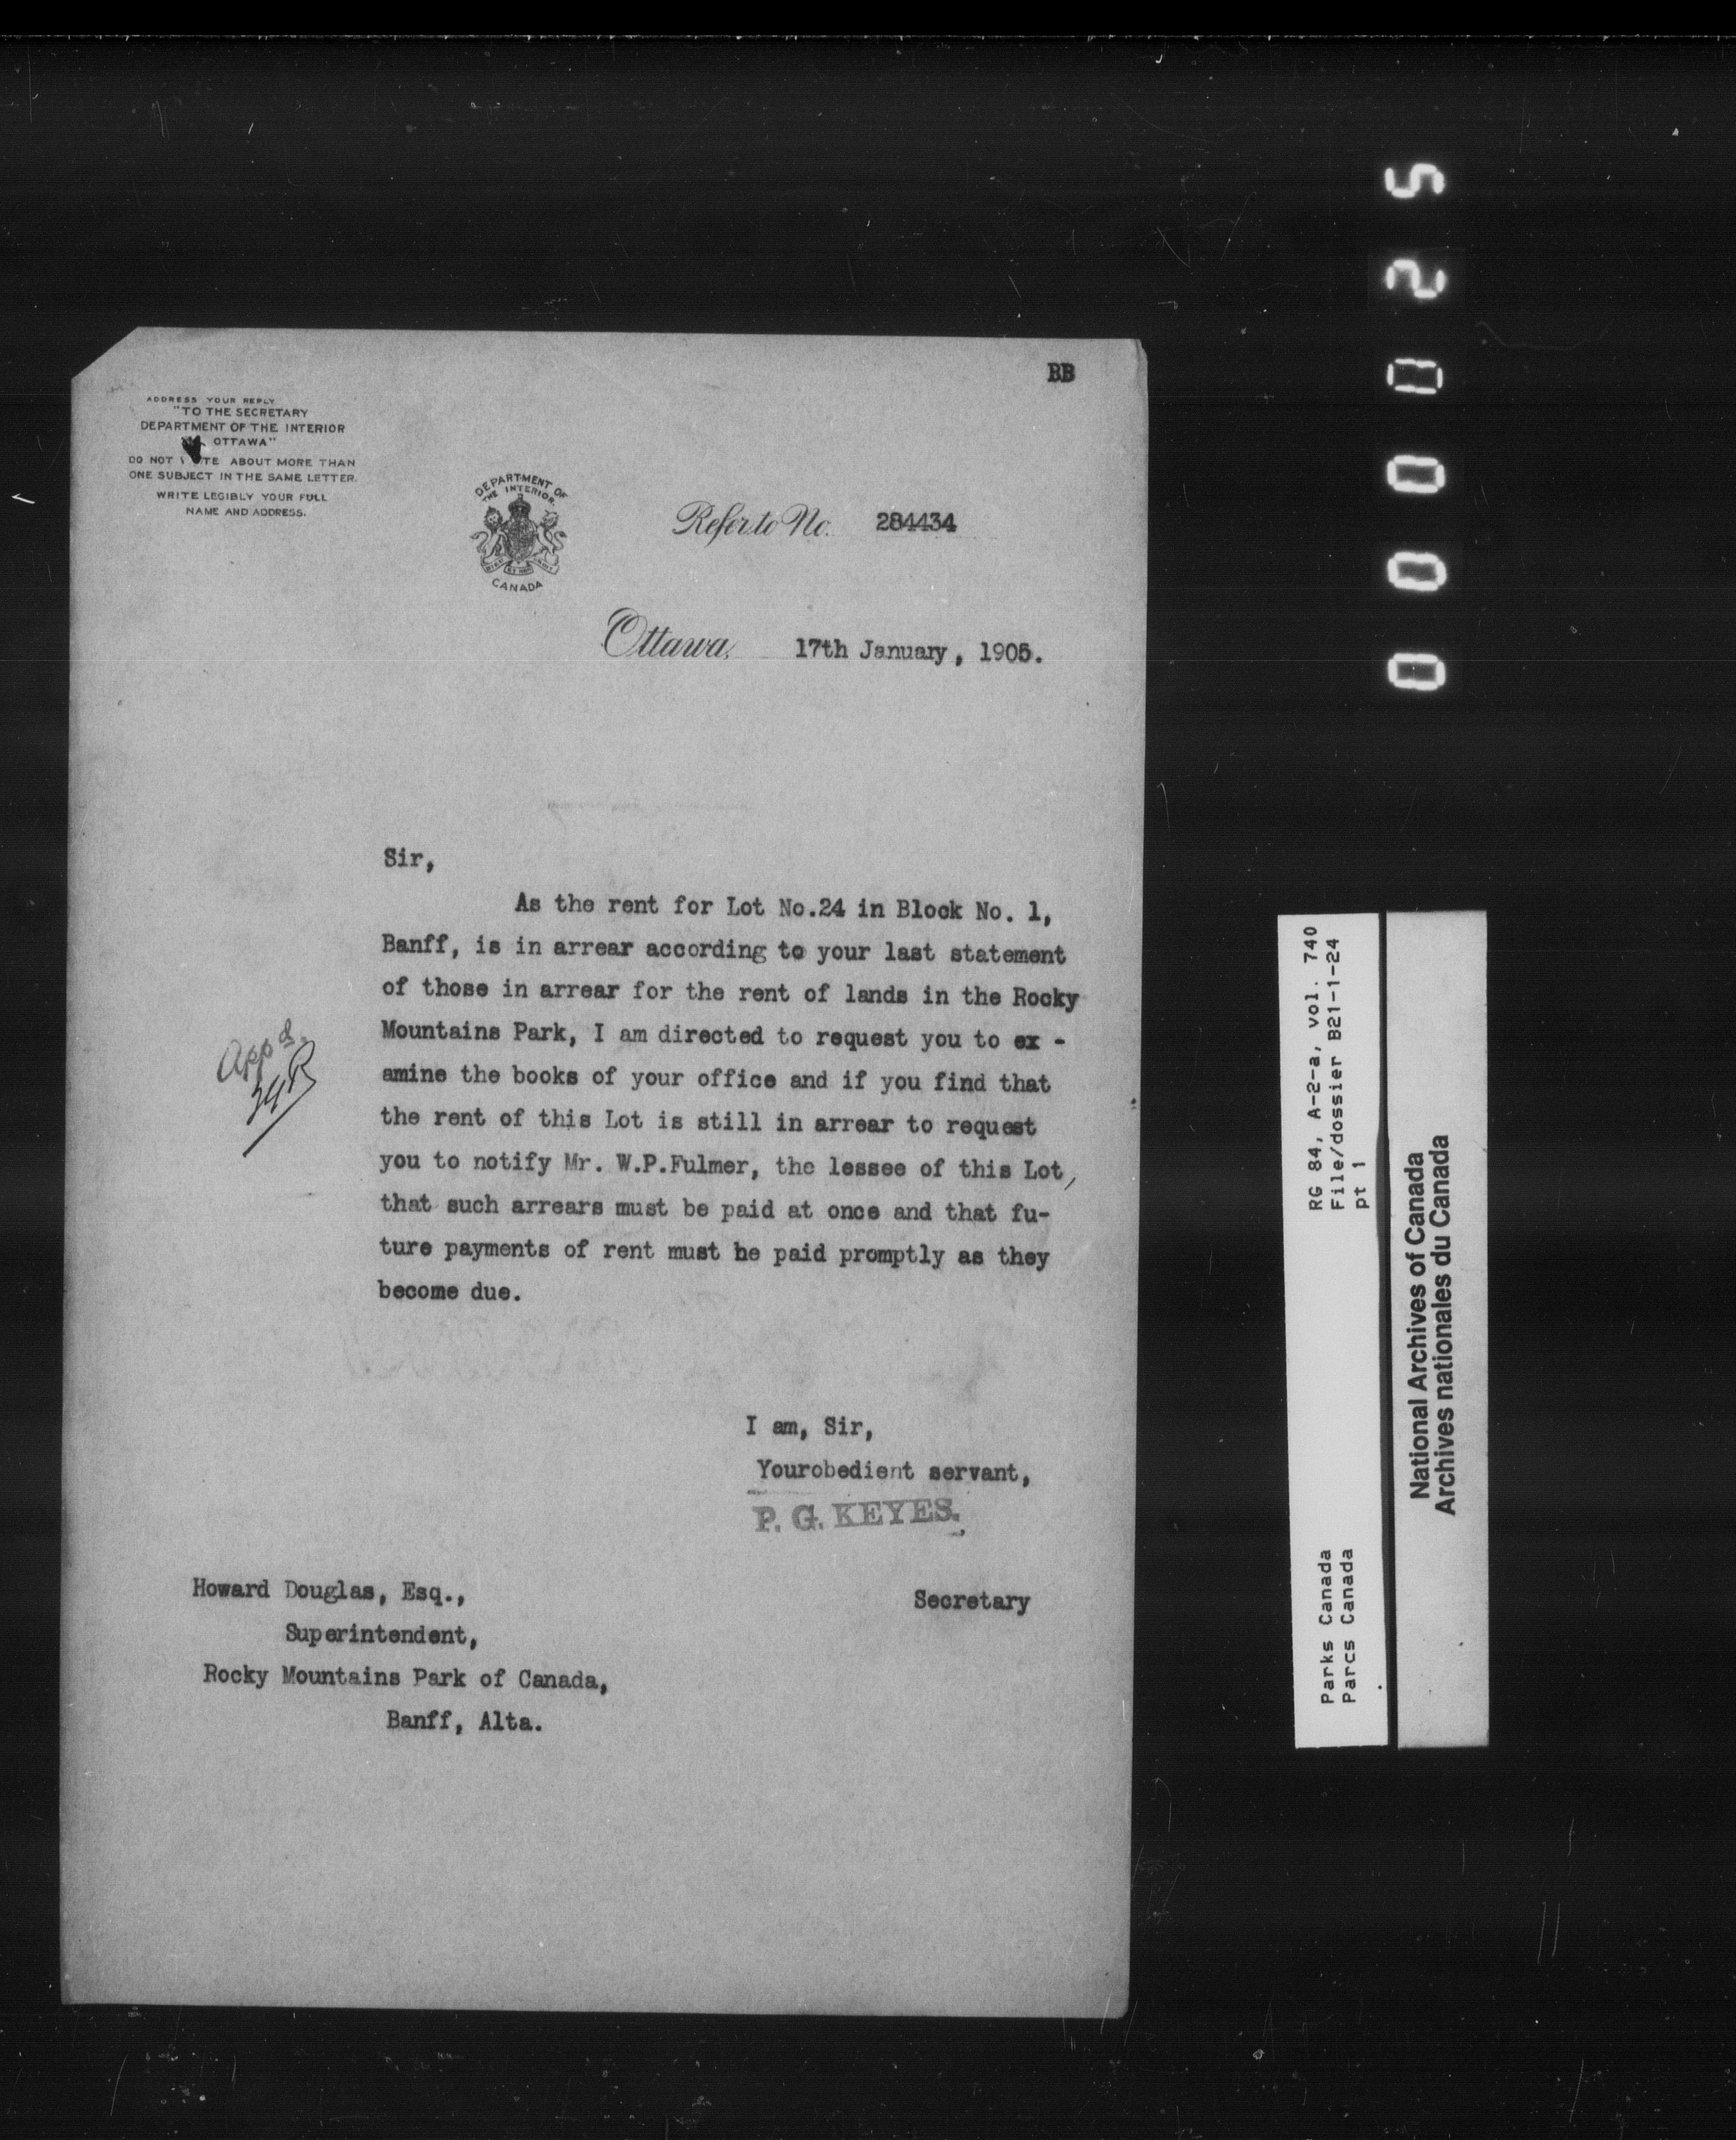 BB
ADDRESS YOUR REPLY
"TO THE SECRETARY
DEPARTMENT OF THE INTERIOR
OTTAWA"
DO NOT TE ABOUT MORE THAN
ONE SUBJECT IN THE SAME LETTER.
WRITE LEGIBLY YOUR FULL
NAME AND ADDRESS.
DEPARTMENT OF
THE INTERIOR
CANADA
Refer to No. 284434
Ottawa, 17th January, 1905.
Sir,
As the rent for Lot No.24 in Block No. 1,
Banff, is in arrear according to your last statement
of those in arrear for the rent of lands in the Rocky
Mountains Park, I am directed to request you to ex -
amine the books of your office and if you find that
the rent of this Lot is still in arrear to request
you to notify Mr. W.P.Fulmer, the lessee of this Lot,
that such arrears must be paid at once and that fu-
ture payments of rent must be paid promptly as they
become due.
Appd.
I am, Sir,
Yourobedient servant,
P. G. KEYES.
Secretary
Howard Douglas, Esq.,
Superintendent,
Rocky Mountains Park of Canada,
Banff, Alta.
000025
RG 84, A-2-a, vol. 740
File/dossier B21-1-24
pt 1
Parks Canada
Parcs Canada
National Archives of Canada
Archives nationales du Canada